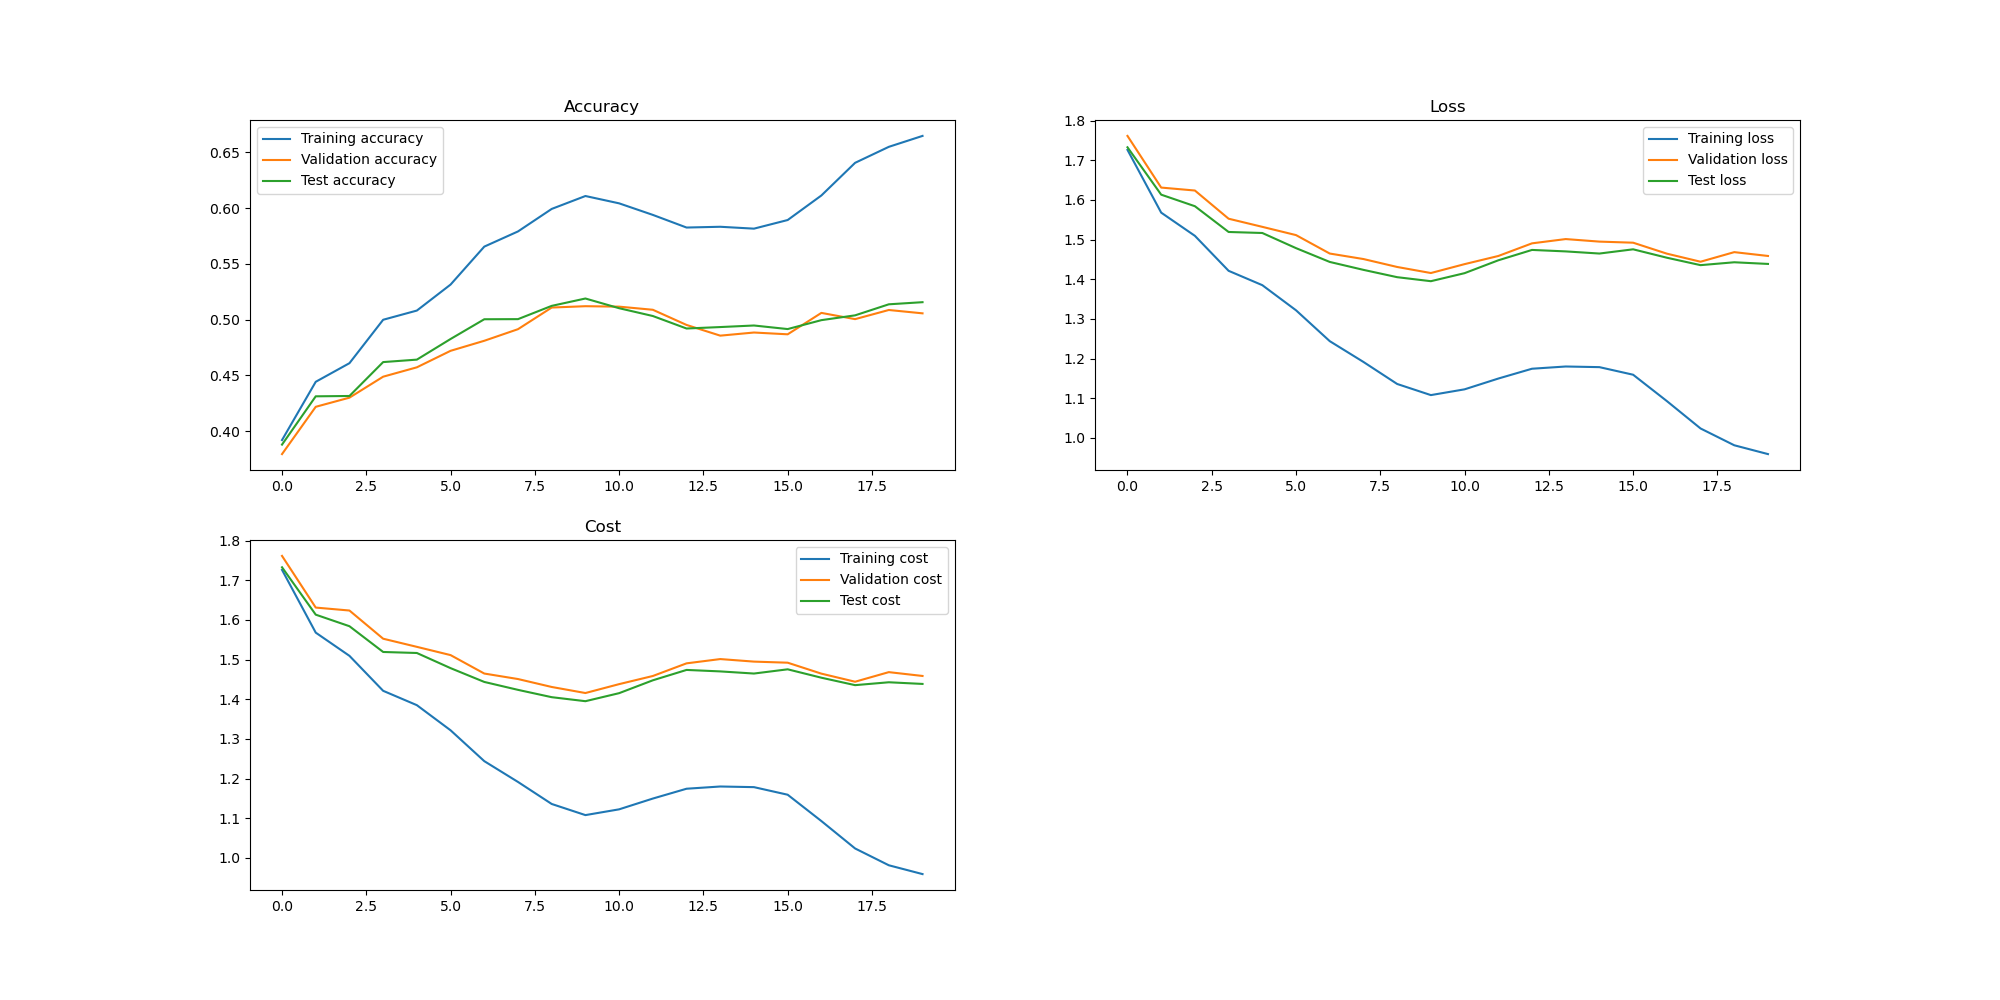 Accuracy
Training accuracy
Validation accuracy
Test accuracy
0.65
0.60
0.55
0.50
0.45
0.40
0.0 2.5 5.0 7.5 10.0 12.5 15.0 17.5
Loss
Training loss
Validation loss
Test loss
1.8
1.7
1.6
1.5
1.4
1.3
1.2
1.1
1.0
0.0 2.5 5.0 7.5 10.0 12.5 15.0 17.5
Cost
Training cost
Validation cost
Test cost
1.8
1.7
1.6
1.5
1.4
1.3
1.2
1.1
1.0
0.0 2.5 5.0 7.5 10.0 12.5 15.0 17.5